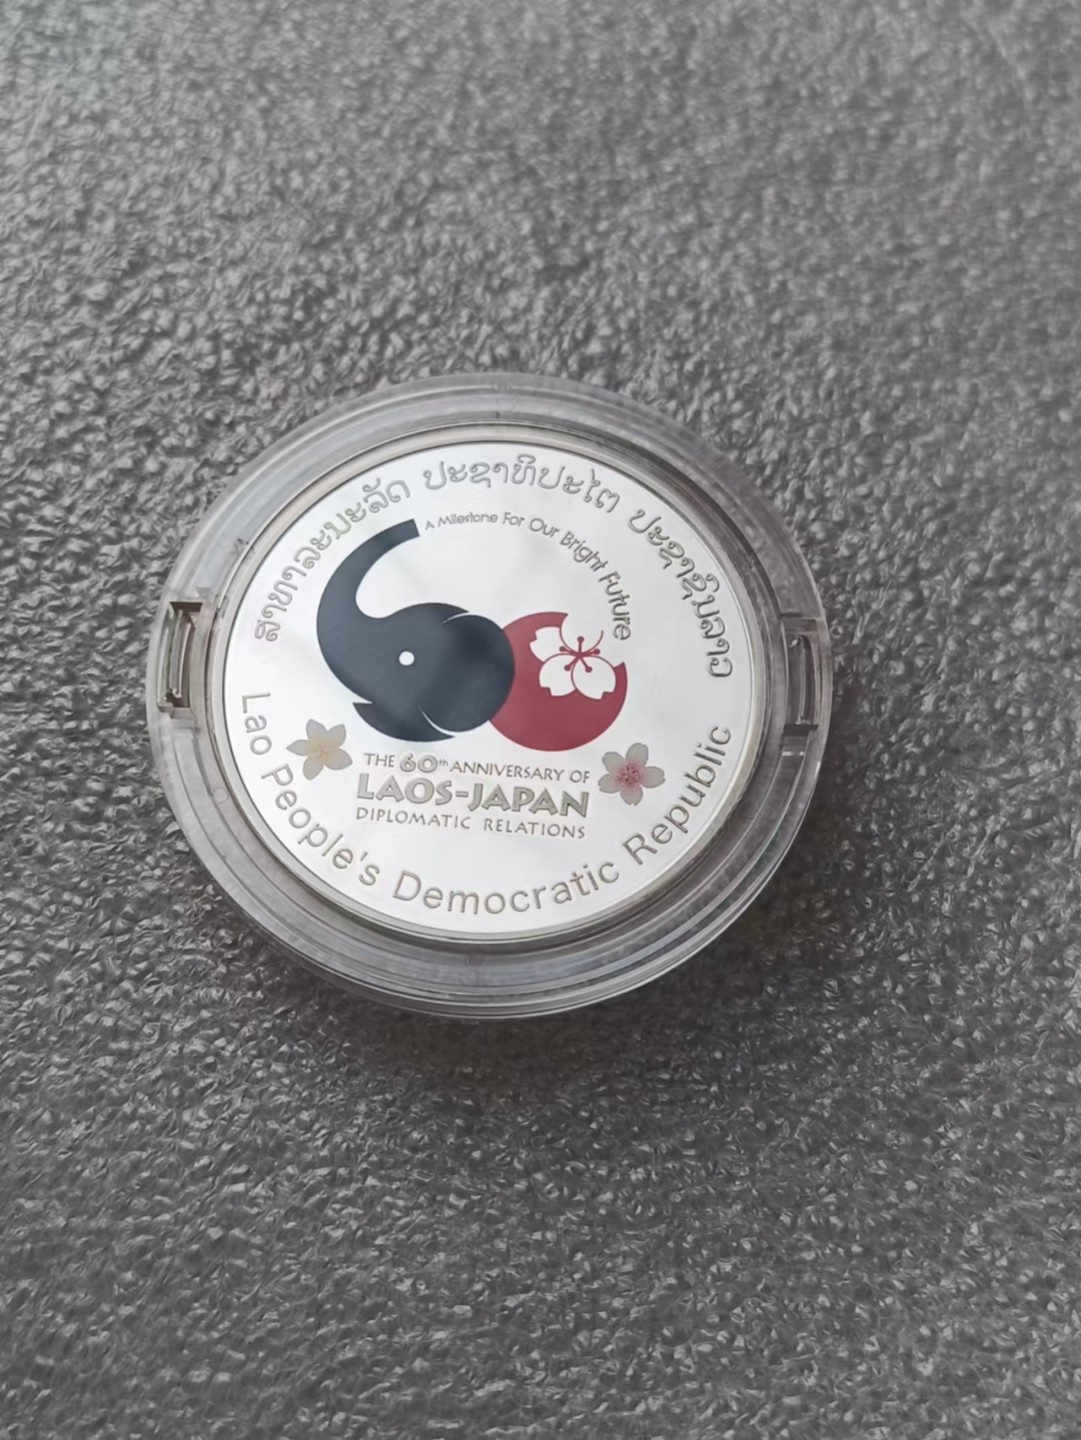 ສາທາລະນະລັດ ປະຊາທິປະໄຕ ປະຊາຊົນລາວ
A Milestone For Our Bright Future
THE 60th ANNIVERSARY OF
LAOS-JAPAN
DIPLOMATIC RELATIONS
Lao People's Democratic Republic